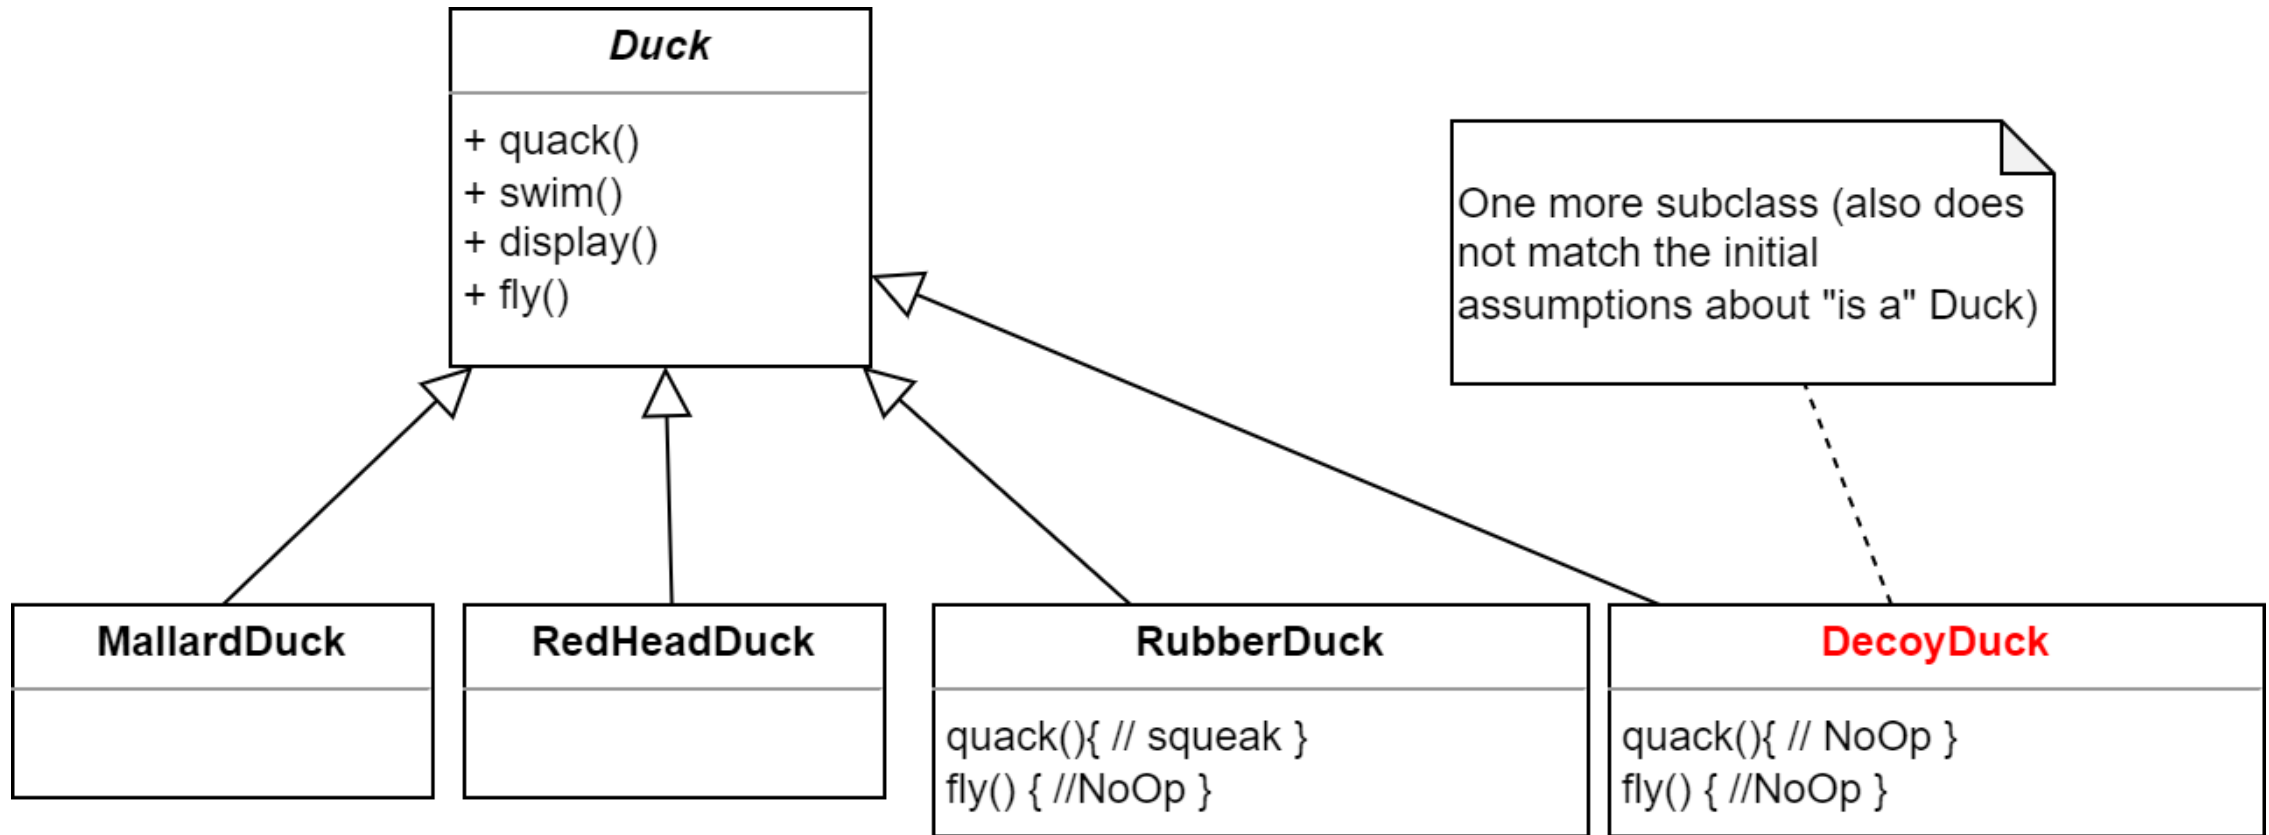 Duck
+ quack()
+ swim()
+ display()
+ fly()
One more subclass (also does
not match the initial
assumptions about "is a" Duck)
MallardDuck
RedHeadDuck
RubberDuck
quack(){ // squeak }
fly() { //NoOp }
DecoyDuck
quack(){ // NoOp }
fly() { //NoOp }